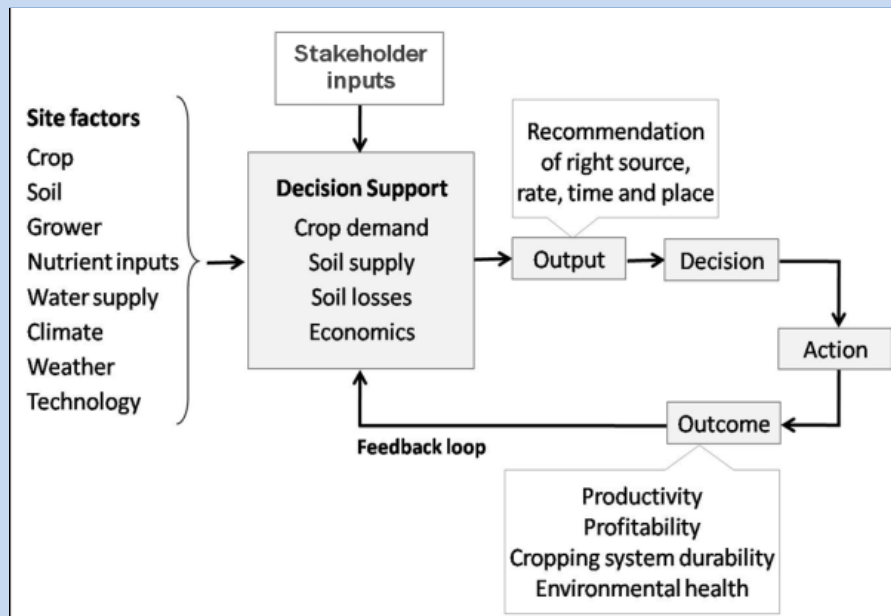 Stakeholder
inputs
Site factors
Crop
Soil
Grower
Nutrient inputs
Water supply
Climate
Weather
Technology
Decision Support
Crop demand
Soil supply
Soil losses
Economics
Recommendation
of right source,
rate, time and place
Output
Decision
Action
Outcome
Feedback loop
Productivity
Profitability
Cropping system durability
Environmental health